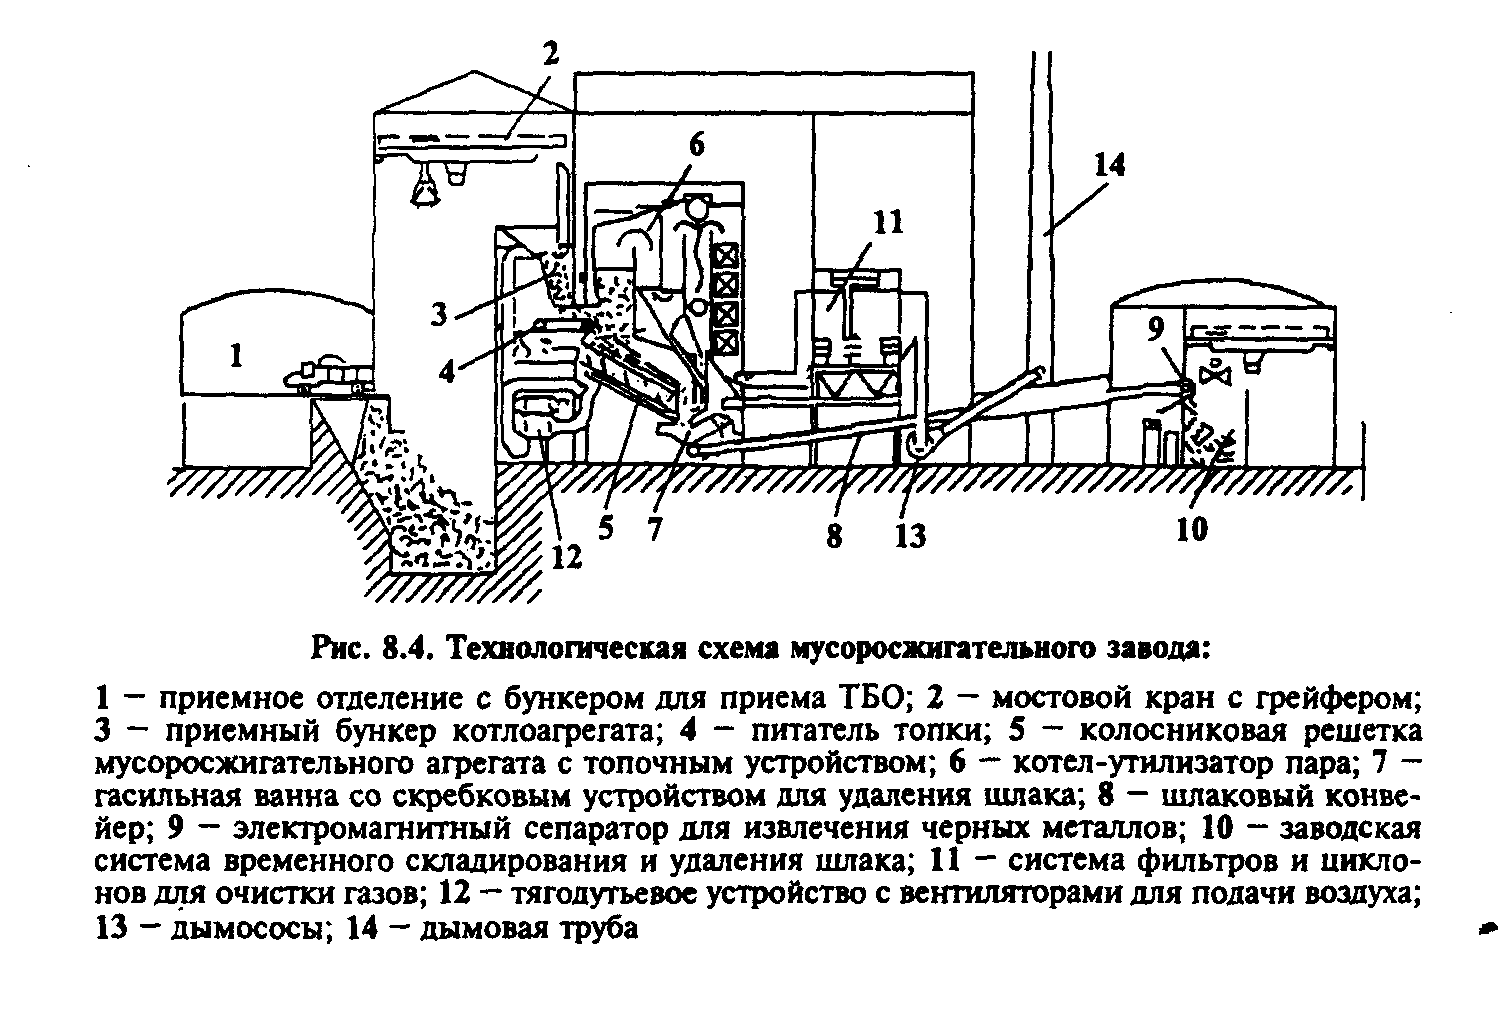 2
6
14
11
3
9
1
4
5
7
8
13
10
12
Рис. 8.4. Технологическая схема мусоросжигательного завода:
1 — приемное отделение с бункером для приема ТБО; 2 — мостовой кран с грейфером;
3 — приемный бункер котлоагрегата; 4 — питатель топки; 5 — колосниковая решетка
мусоросжигательного агрегата с топочным устройством; 6 — котел-утилизатор пара; 7 —
гасильная ванна со скребковым устройством для удаления шлака; 8 — шлаковый конве-
йер; 9 — электромагнитный сепаратор для извлечения черных металлов; 10 — заводская
система временного складирования и удаления шлака; 11 — система фильтров и цикло-
нов для очистки газов; 12 — тягодутьевое устройство с вентиляторами для подачи воздуха;
13 — дымососы; 14 — дымовая труба